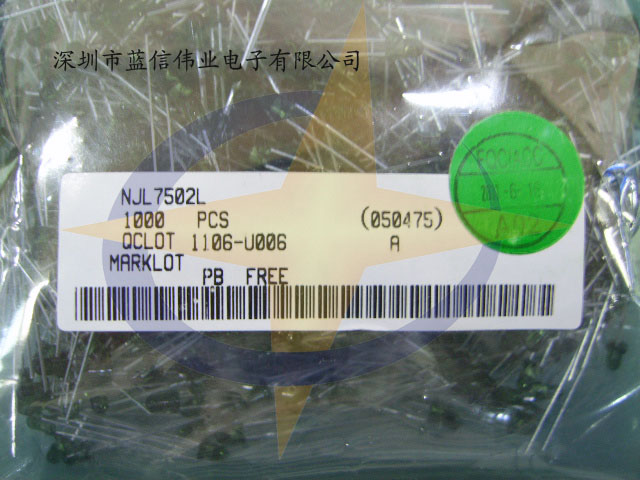 深圳市蓝信伟业电子有限公司
NJL7502L
1000 PCS (050475)
QCLOT 1106-U006 A
MARKLOT
PB FREE